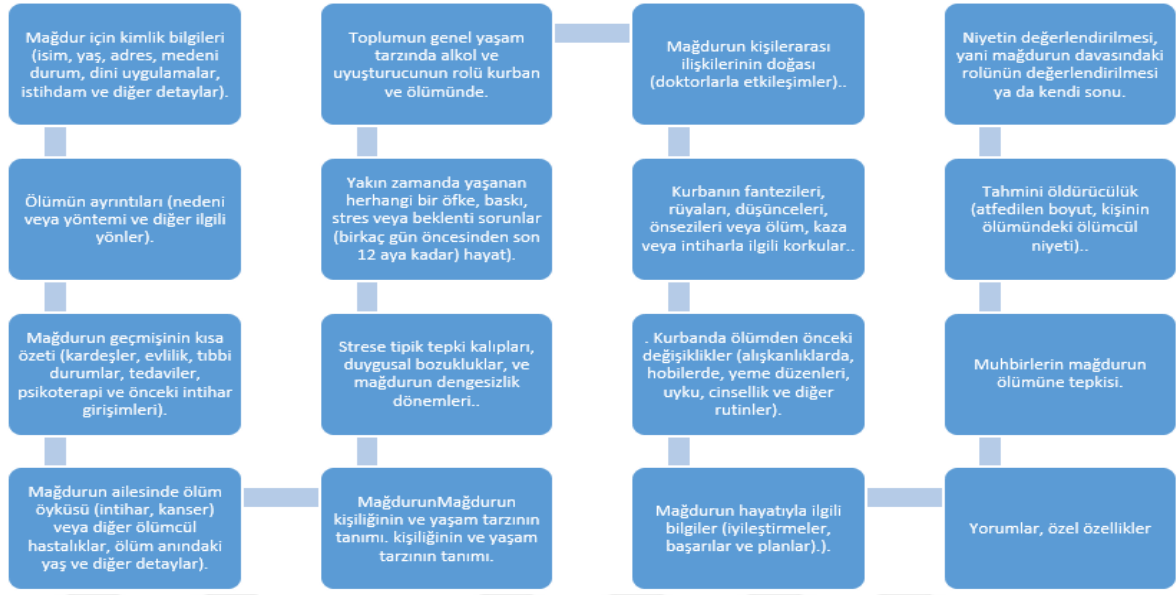 Mağdur için kimlik bilgileri
(isim, yaş, adres, medeni
durum, dini uygulamalar,
istihdam ve diğer detaylar).
Ölümün ayrıntıları (nedeni
veya yöntemi ve diğer ilgili
yönler).
Mağdurun geçmişinin kısa
özeti (kardeşler, evlilik, tıbbi
durumlar, tedaviler,
psikoterapi ve önceki intihar
girişimleri).
Mağdurun ailesinde ölüm
öyküsü (intihar, kanser)
veya diğer ölümcül
hastalıklar, ölüm anındaki
yaş ve diğer detaylar).
MağdurunMağdurun
kişiliğinin ve yaşam tarzının
tanımı. kişiliğinin ve yaşam
tarzının tanımı.
Strese tipik tepki kalıpları,
duygusal bozukluklar, ve
mağdurun dengesizlik
dönemleri..
Yakın zamanda yaşanan
herhangi bir öfke, baskı,
stres veya beklenti sorunlar
(birkaç gün öncesinden son
12 aya kadar) hayat).
Toplumun genel yaşam
tarzında alkol ve
uyuşturucunun rolü kurban
ve ölümünde.
Mağdurun kişilerarası
ilişkilerinin doğası
(doktorlarla etkileşimler)..
Kurbanın fantezileri,
rüyaları, düşünceleri,
önsezileri veya ölüm, kaza
veya intiharla ilgili korkular..
. Kurbanda ölümden önceki
değişiklikler (alışkanlıklarda,
hobilerde, yeme düzenleri,
uyku, cinsellik ve diğer
rutinler).
Mağdurun hayatıyla ilgili
bilgiler (iyileştirmeler,
başarılar ve planlar).).
Yorumlar, özel özellikler
Muhbirlerin mağdurun
ölümüne tepkisi.
Tahmini öldürücülük
(atfedilen boyut, kişinin
ölümündeki ölümcül
niyeti)..
Niyetin değerlendirilmesi,
yani mağdurun davasındaki
rolünün değerlendirilmesi
ya da kendi sonu.